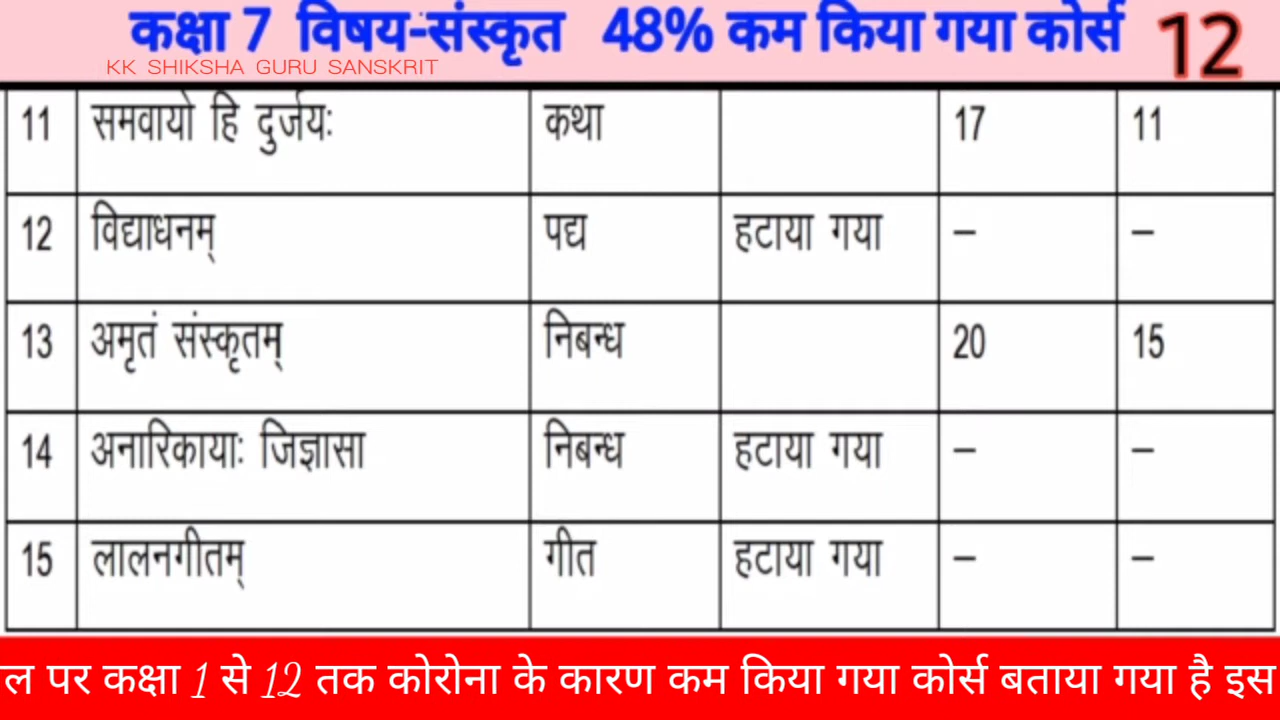 कक्षा 7 विषय-संस्कृत 48% कम किया गया कोर्स 12
KK SHIKSHA GURU SANSKRIT
11 समवायो हि दुर्जयः कथा 17 11
12 विद्याधनम् पद्य हटाया गया – –
13 अमृतं संस्कृतम् निबन्ध 20 15
14 अनारिकायाः जिज्ञासा निबन्ध हटाया गया – –
15 लालनगीतम् गीत हटाया गया – –
ल पर कक्षा 1 से 12 तक कोरोना के कारण कम किया गया कोर्स बताया गया है इस